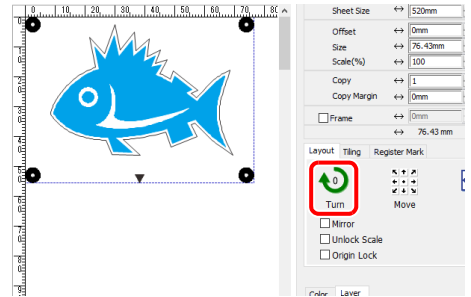 0 10 20 30 40 50 60 70 80
Sheet Size ↔ 520mm
Offset ↔ 0mm
Size ↔ 76.43mm
Scale(%) ↔ 100
Copy ↔ 1
Copy Margin ↔ 0mm
Frame ↔ 0mm
↔ 76.43 mm
Layout Tiling Register Mark
0
Turn Move
Mirror
Unlock Scale
Origin Lock
Color Layer